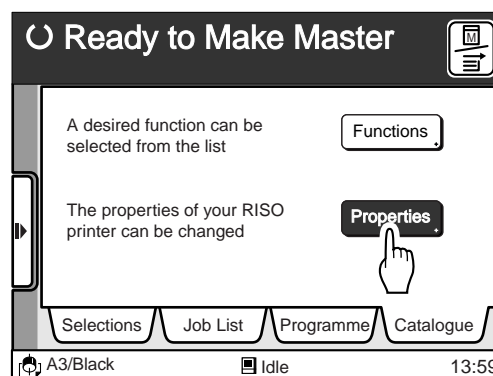 Ready to Make Master
M
A desired function can be
selected from the list
Functions
The properties of your RISO
printer can be changed
Properties
Selections
Job List
Programme
Catalogue
A3/Black
Idle
13:59